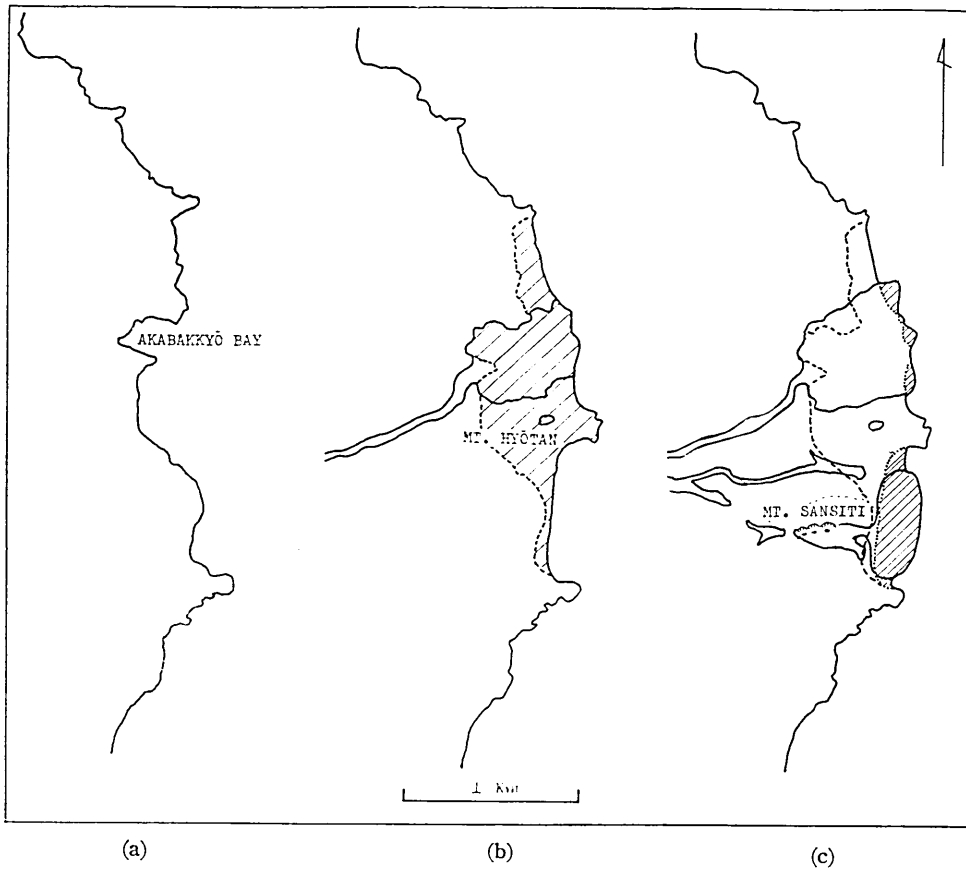 AKABAKKYŌ BAY
MT. HYŌTAN
MT. SANSITI
1 Km
(a)
(b)
(c)